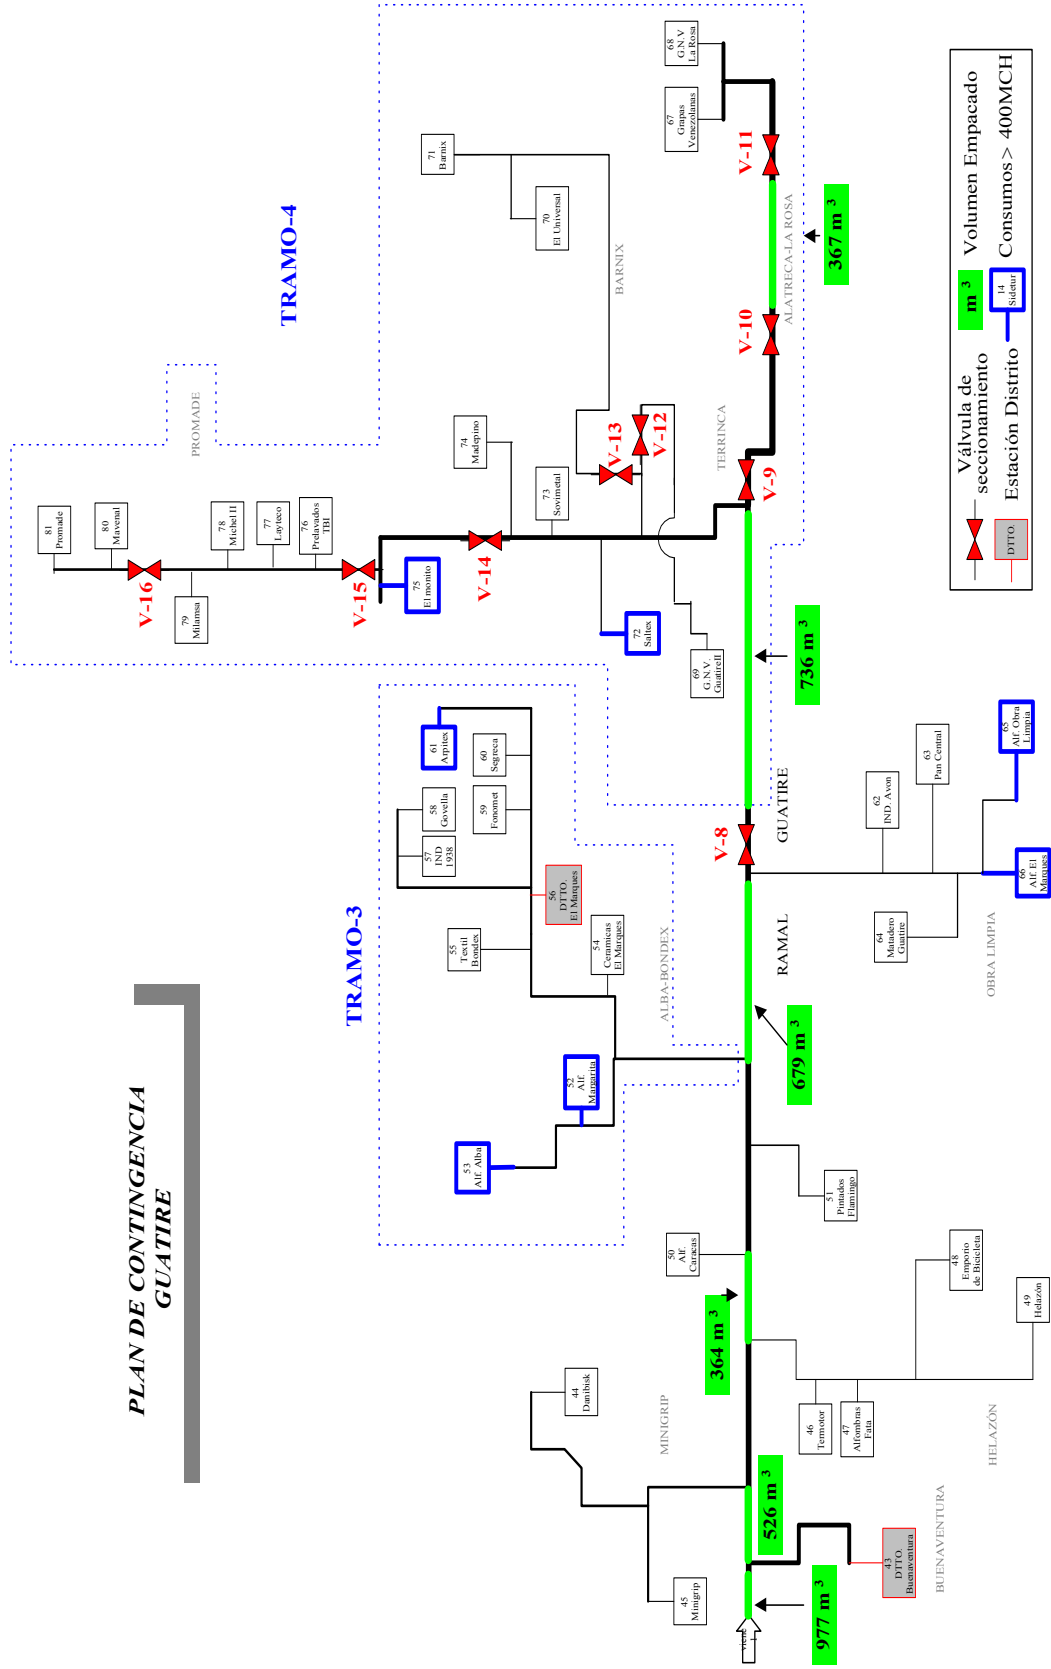 PLAN DE CONTINGENCIA
GUATIRE
TRAMO-3
TRAMO-4
viene
977 m 3
43
DTTO.
Buenaventura
BUENAVENTURA
526 m 3
45
Minigrip
44
Danibisk
MINIGRIP
364 m 3
46
Termotor
47
Alfombras
Fata
48
Emporio
de Bicicleta
49
Helazón
HELAZÓN
50
Alf.
Caracas
51
Pintados
Flamingo
52
Alf.
Margarita
53
Alf. Alba
54
Ceramicas
El Marques
55
Textil
Bondex
56
DTTO.
El Marques
57
IND
1938
58
Govella
59
Fonomet
60
Segreca
61
Arpitex
ALBA-BONDEX
679 m 3
RAMAL
GUATIRE
V-8
62
IND. Avon
63
Pan Central
64
Matadero
Guatire
65
Alf. Obra
Limpia
66
Alf. El
Marques
OBRA LIMPIA
736 m 3
69
G.N.V.
GuatireII
72
Saltex
73
Sovimetal
74
Madepino
75
El monito
V-14
V-15
76
Prelavados
TBI
77
Layteco
78
Michel II
79
Milamsa
V-16
80
Mavenal
81
Promade
PROMADE
V-13
V-12
TERRINCA
V-9
V-10
V-11
BARNIX
70
El Universal
71
Barnix
67
Grapas
Venezolanas
68
G.N.V
La Rosa
ALATRECA-LA ROSA
367 m 3
Válvula de
seccionamiento
m 3
Volumen Empacado
DTTO.
Estación Distrito
14
Sidetur
Consumos > 400MCH